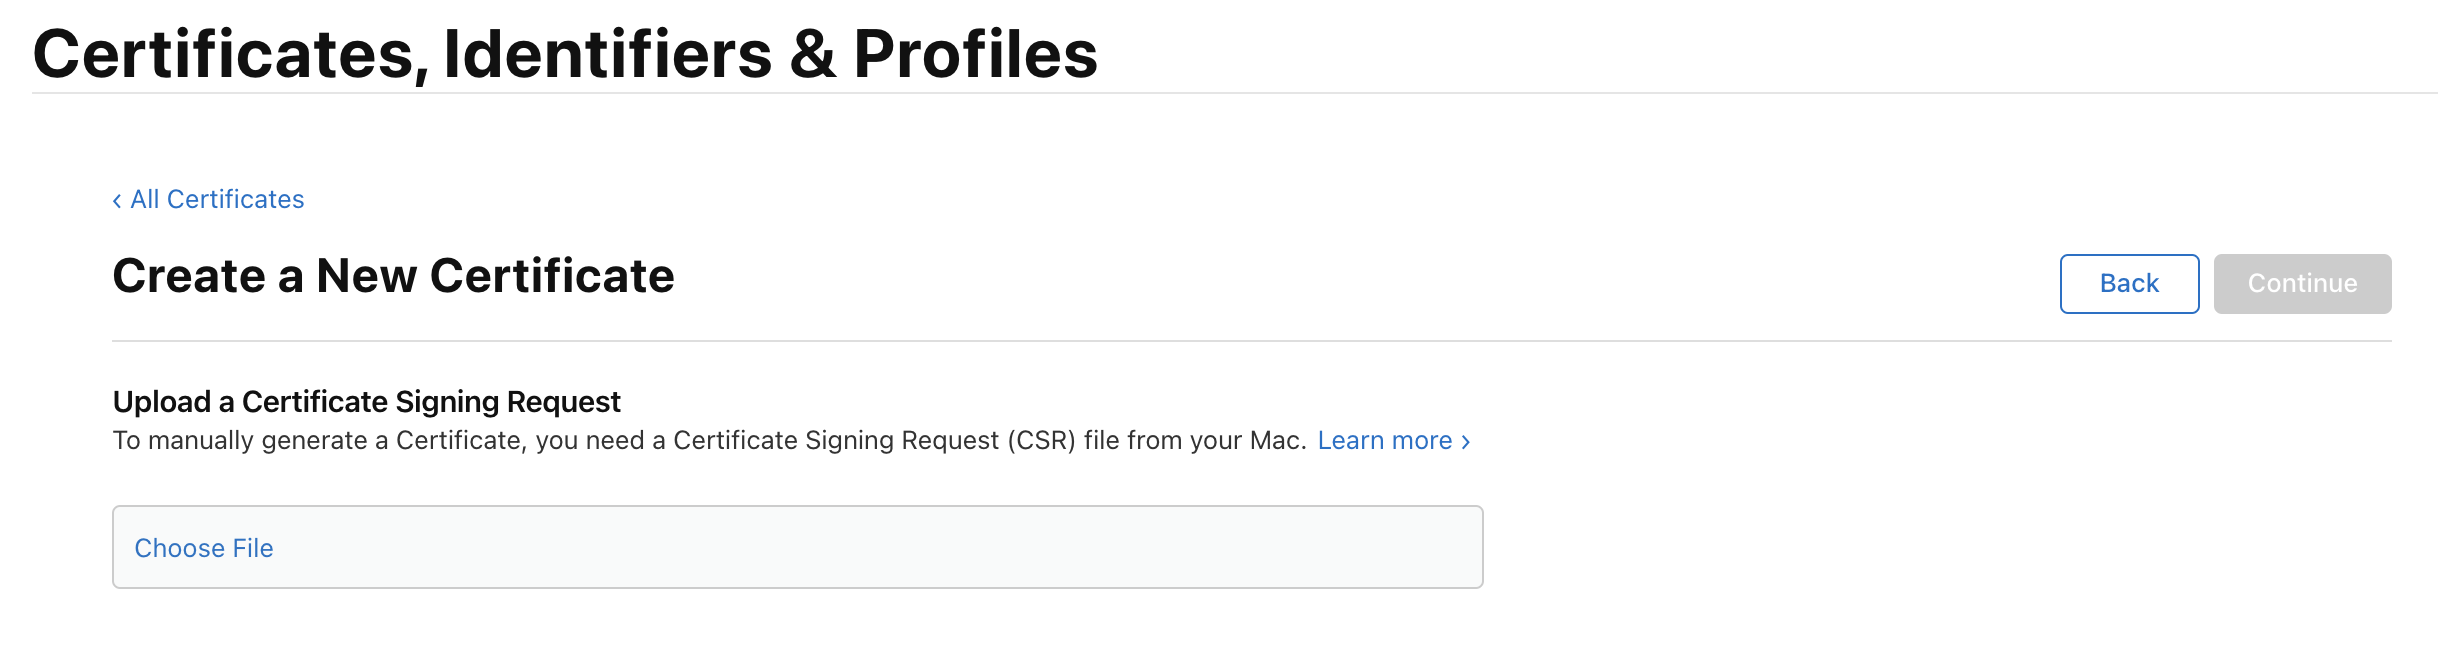 Certificates, Identifiers & Profiles
‹ All Certificates
Create a New Certificate
Back
Continue
Upload a Certificate Signing Request
To manually generate a Certificate, you need a Certificate Signing Request (CSR) file from your Mac. Learn more ›
Choose File